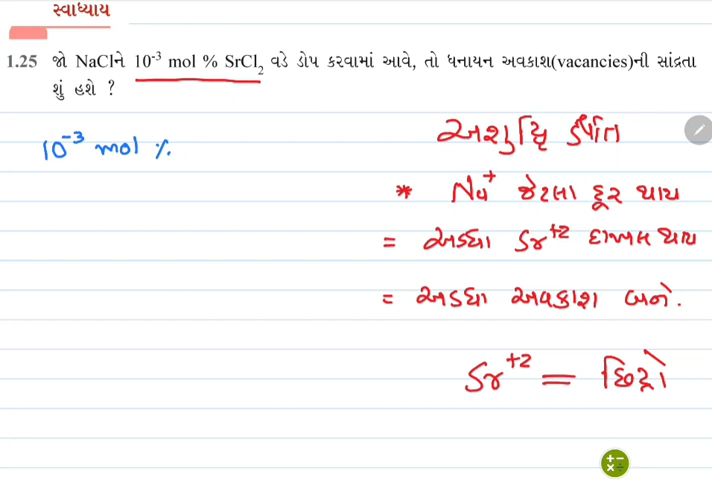 સ્વાધ્યાય
1.25 જો NaClને 10⁻³ mol % SrCl₂ વડે ડોપ કરવામાં આવે, તો ધનાયન અવકાશ(vacancies)ની સાંદ્રતા
શું હશે ?
10⁻³ mol %
અશુદ્ધિ ક્ષતિ
* Na⁺ જેટલા દૂર થાય
= અડધા Sr⁺² દાખલ થાય
= અડધા અવકાશ બને.
Sr⁺² = છિદ્રો